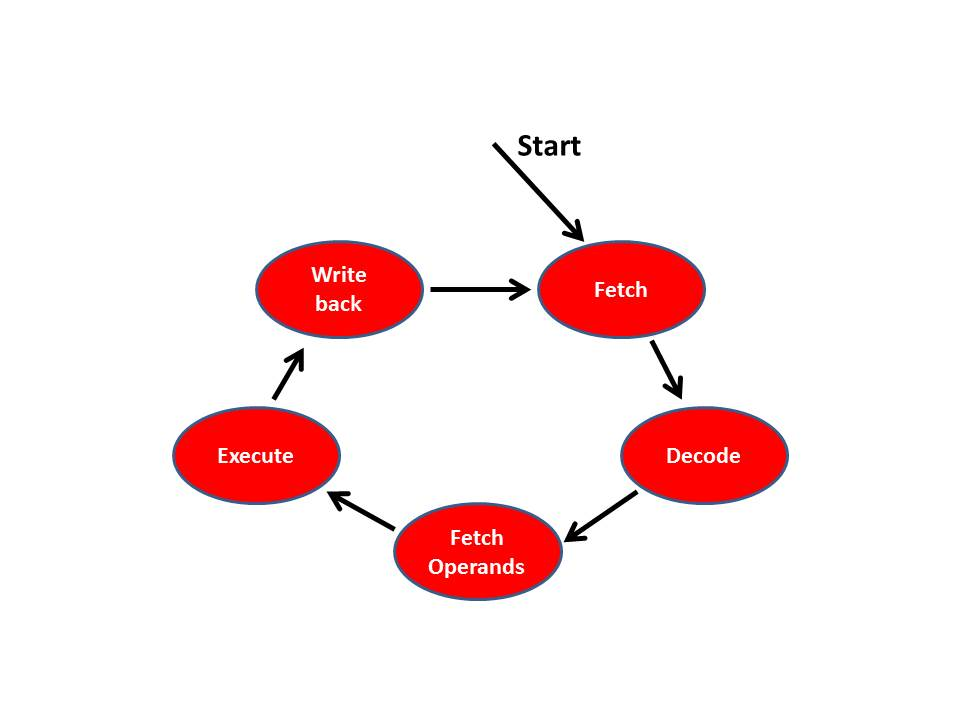 Start
Write
back
Fetch
Execute
Decode
Fetch
Operands